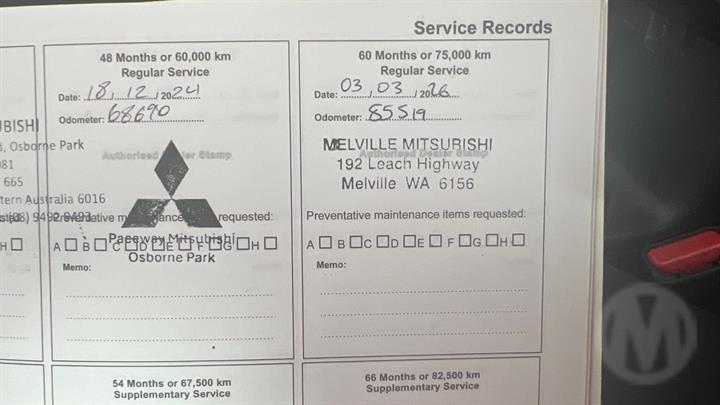 Service Records
48 Months or 60,000 km
Regular Service
Date: 18, 12 / 2024
Odometer: 68690
Authorised Dealer Stamp
Preventative maintenance requested:
A B C D E F G H
Paceway Mitsubishi
Osborne Park
Memo:
54 Months or 67,500 km
Supplementary Service
60 Months or 75,000 km
Regular Service
Date: 03 / 03 / 2026
Odometer: 85519
Authorised Dealer Stamp
MELVILLE MITSUBISHI
192 Leach Highway
Melville WA 6156
Preventative maintenance items requested:
A B C D E F G H
Memo:
66 Months or 82,500 km
Supplementary Service
UBISHI
, Osborne Park
081
665
tern Australia 6016
H
M